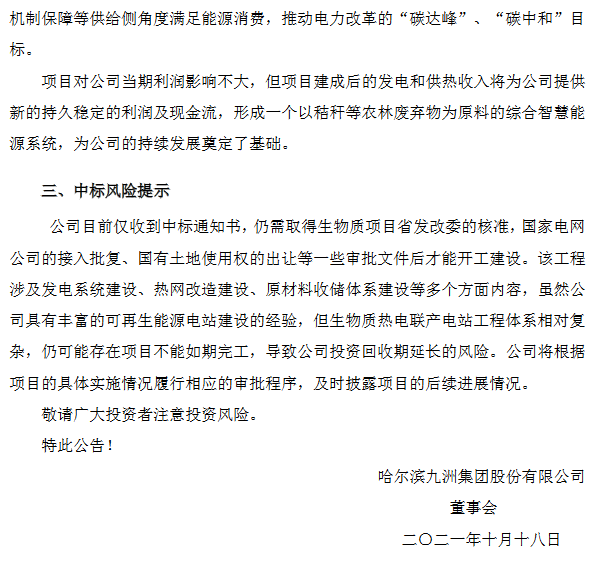 机制保障等供给侧角度满足能源消费，推动电力改革的“碳达峰”、“碳中和”目
标。
项目对公司当期利润影响不大，但项目建成后的发电和供热收入将为公司提供
新的持久稳定的利润及现金流，形成一个以秸秆等农林废弃物为原料的综合智慧能
源系统，为公司的持续发展奠定了基础。
三、中标风险提示
公司目前仅收到中标通知书，仍需取得生物质项目省发改委的核准，国家电网
公司的接入批复、国有土地使用权的出让等一些审批文件后才能开工建设。该工程
涉及发电系统建设、热网改造建设、原材料收储体系建设等多个方面内容，虽然公
司具有丰富的可再生能源电站建设的经验，但生物质热电联产电站工程体系相对复
杂，仍可能存在项目不能如期完工，导致公司投资回收期延长的风险。公司将根据
项目的具体实施情况履行相应的审批程序，及时披露项目的后续进展情况。
敬请广大投资者注意投资风险。
特此公告！
哈尔滨九洲集团股份有限公司
董事会
二〇二一年十月十八日